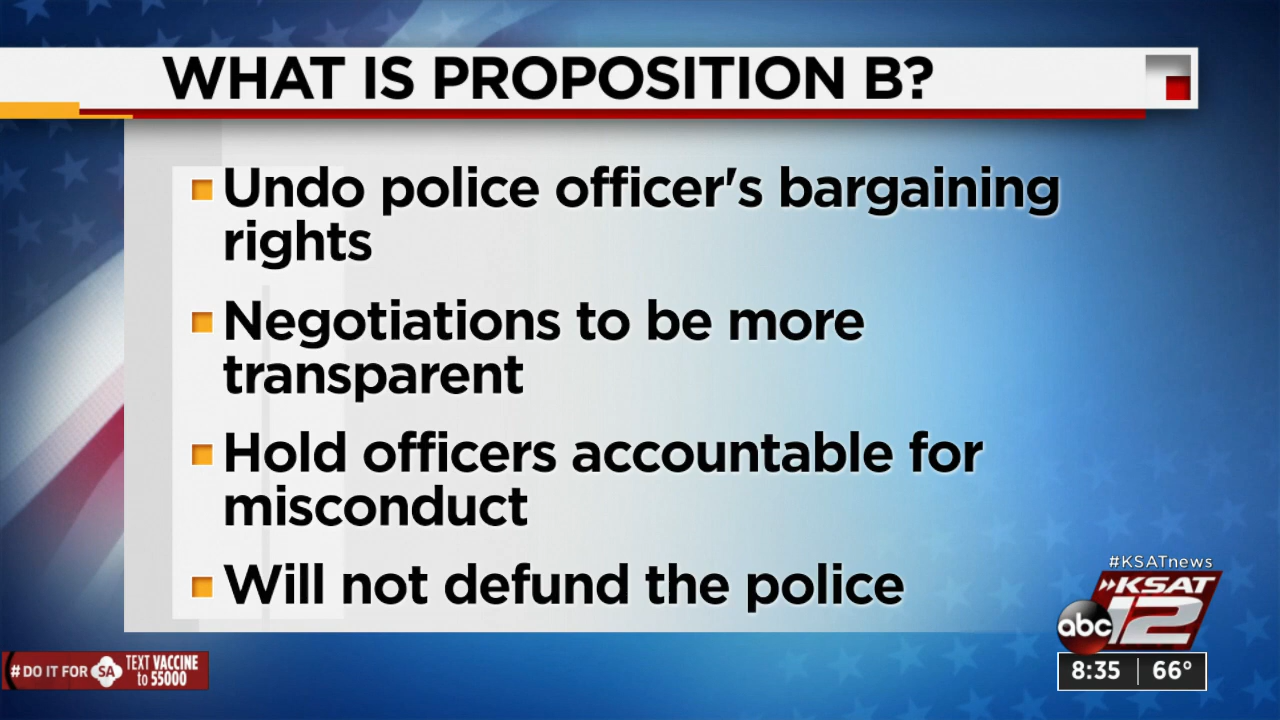 WHAT IS PROPOSITION B?
Undo police officer's bargaining
rights
Negotiations to be more
transparent
Hold officers accountable for
misconduct
Will not defund the police
#KSATnews
KSAT
abc 12
8:35 66°
#DO IT FOR SA TEXT VACCINE
to 55000